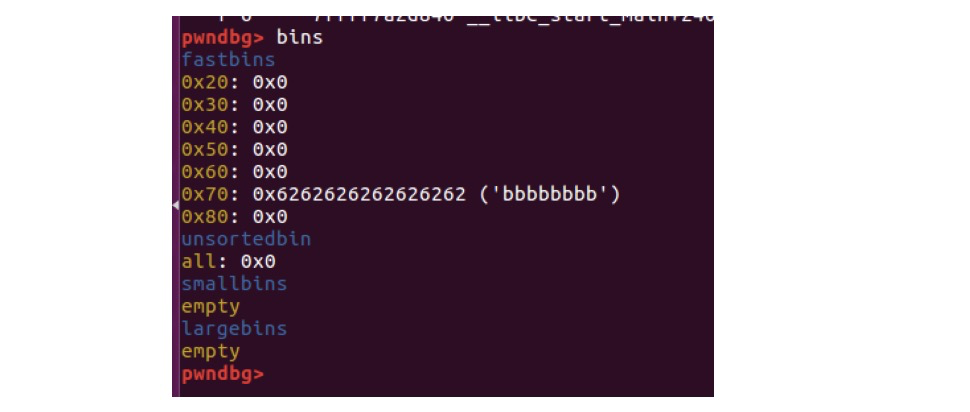 pwndbg> bins
fastbins
0x20: 0x0
0x30: 0x0
0x40: 0x0
0x50: 0x0
0x60: 0x0
0x70: 0x6262626262626262 ('bbbbbbbb')
0x80: 0x0
unsortedbin
all: 0x0
smallbins
empty
largebins
empty
pwndbg>